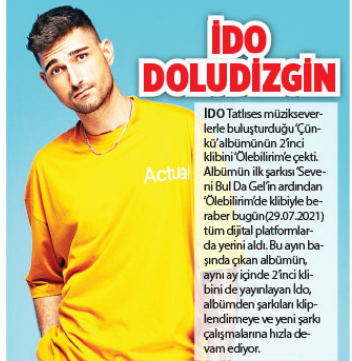 İDO
DOLUDİZGİN
İDO Tatlıses müziksever-
lerle buluşturduğu 'Çün-
kü' albümünün 2'inci
klibini 'Ölebilirim'e çekti.
Albümün ilk şarkısı 'Seve-
ni Bul Da Gel'in ardından
'Ölebilirim'de klibiyle be-
raber bugün(29.07.2021)
tüm dijital platformlar-
da yerini aldı. Bu ayın ba-
şında çıkan albümün,
aynı ay içinde 2'inci kli-
bini de yayınlayan İdo,
albümden şarkıları klip-
lendirmeye ve yeni şarkı
çalışmalarına hızla de-
vam ediyor.
Actual